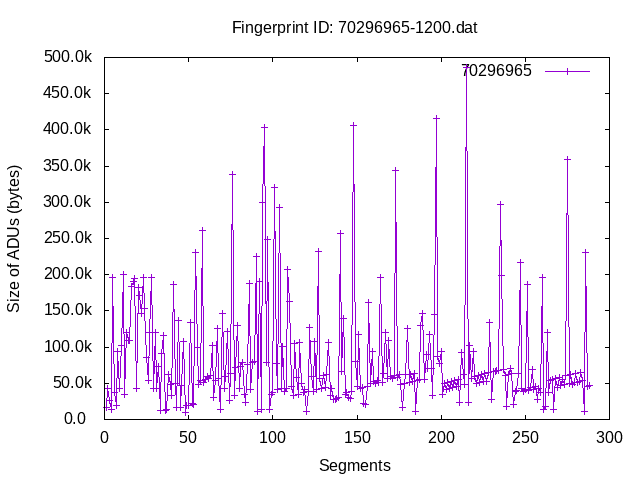 Fingerprint ID: 70296965-1200.dat
70296965
500.0k
450.0k
400.0k
350.0k
300.0k
250.0k
200.0k
150.0k
100.0k
50.0k
0.0
0 50 100 150 200 250 300
Size of ADUs (bytes)
Segments